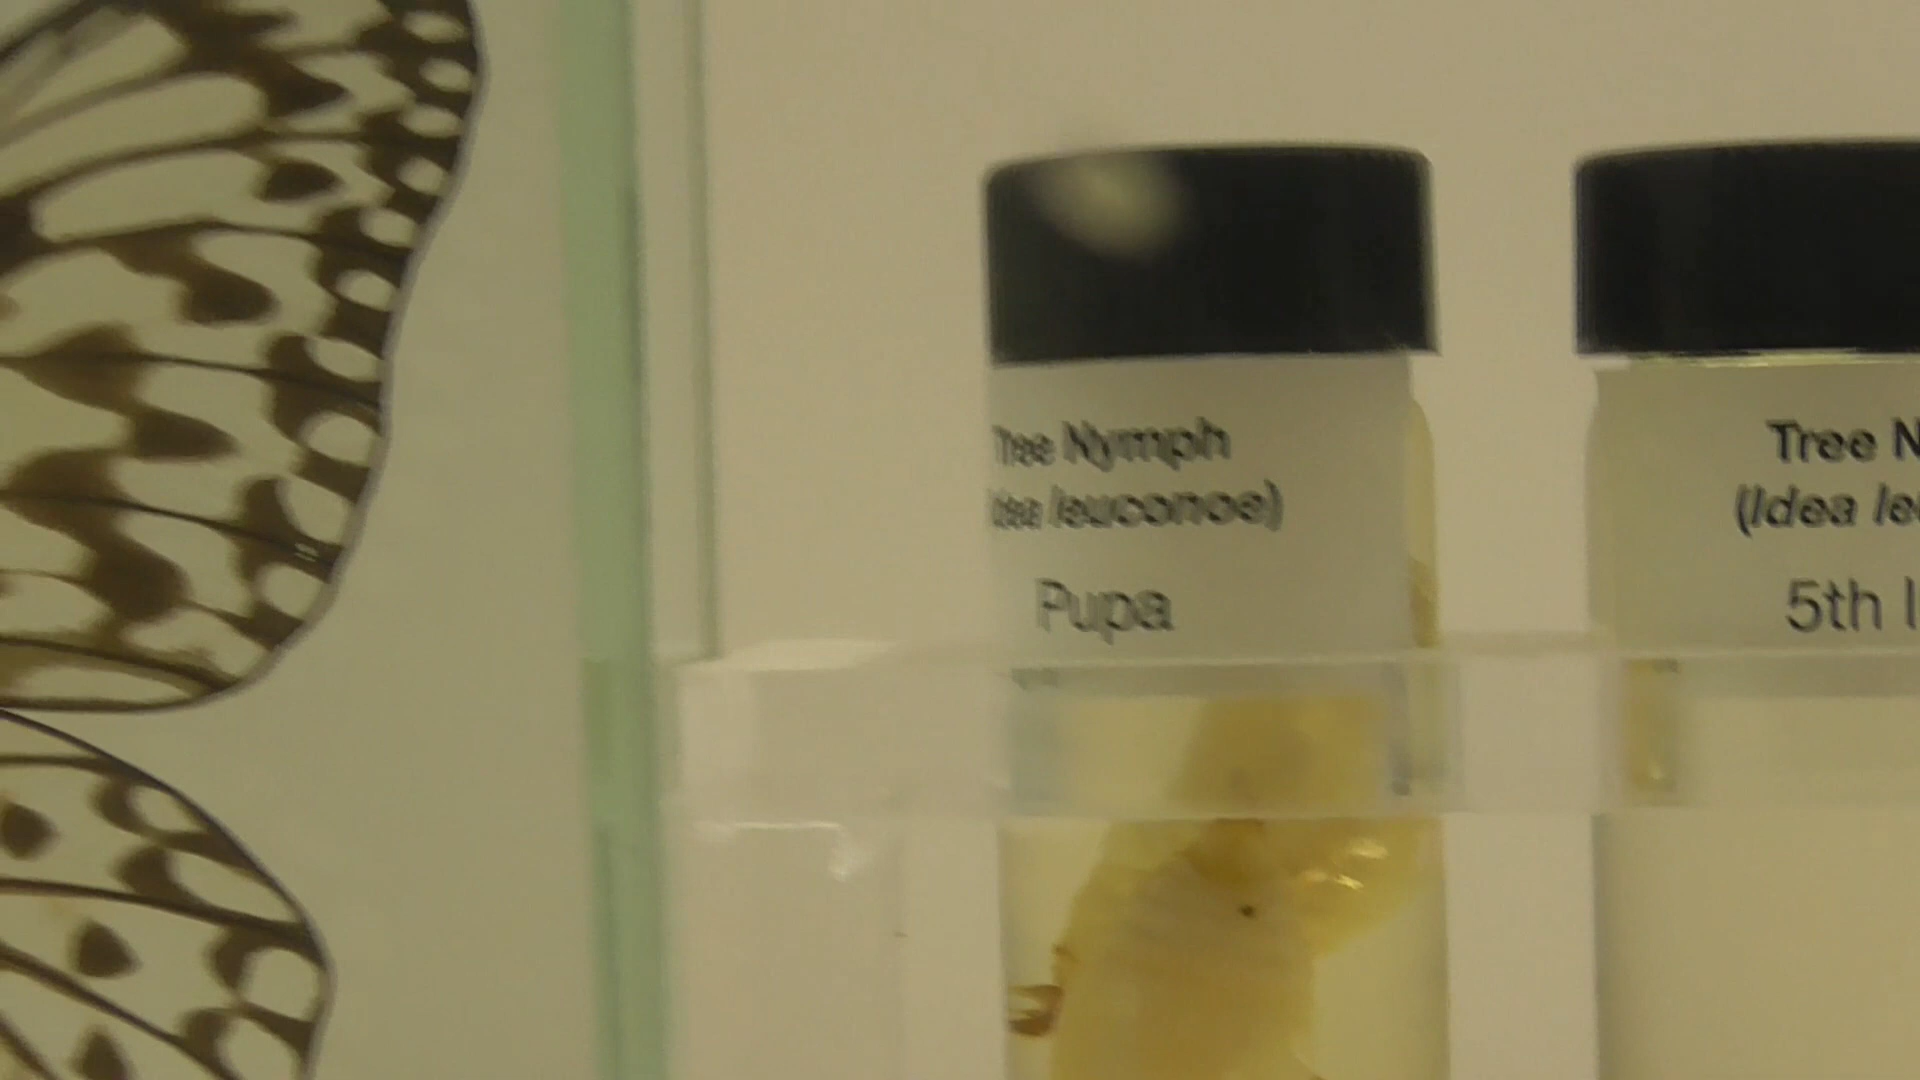 Tree Nymph
Idea leuconoe)
Pupa
Tree N
(Idea le
5th I